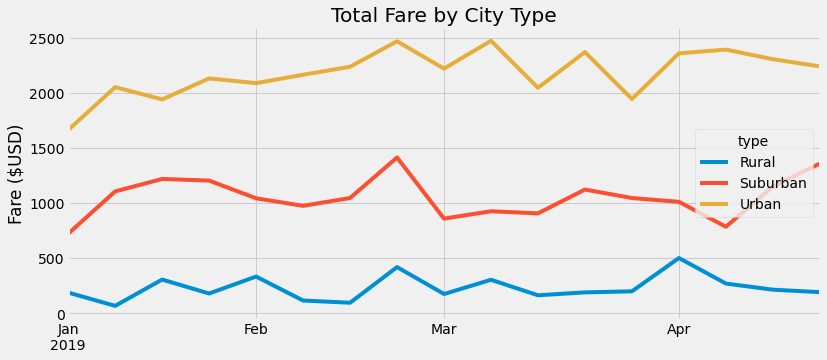 Total Fare by City Type
Fare ($USD)
2500
2000
1500
1000
500
0
type
Rural
Suburban
Urban
Jan
2019
Feb
Mar
Apr